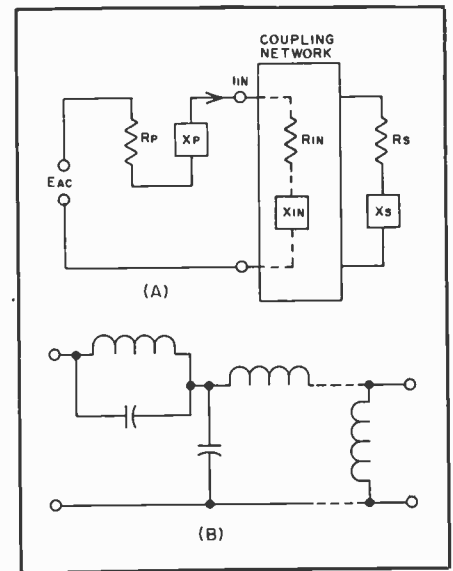 COUPLING
NETWORK
IIN
RP
XP
RIN
RS
EAC
XIN
XS
(A)
(B)